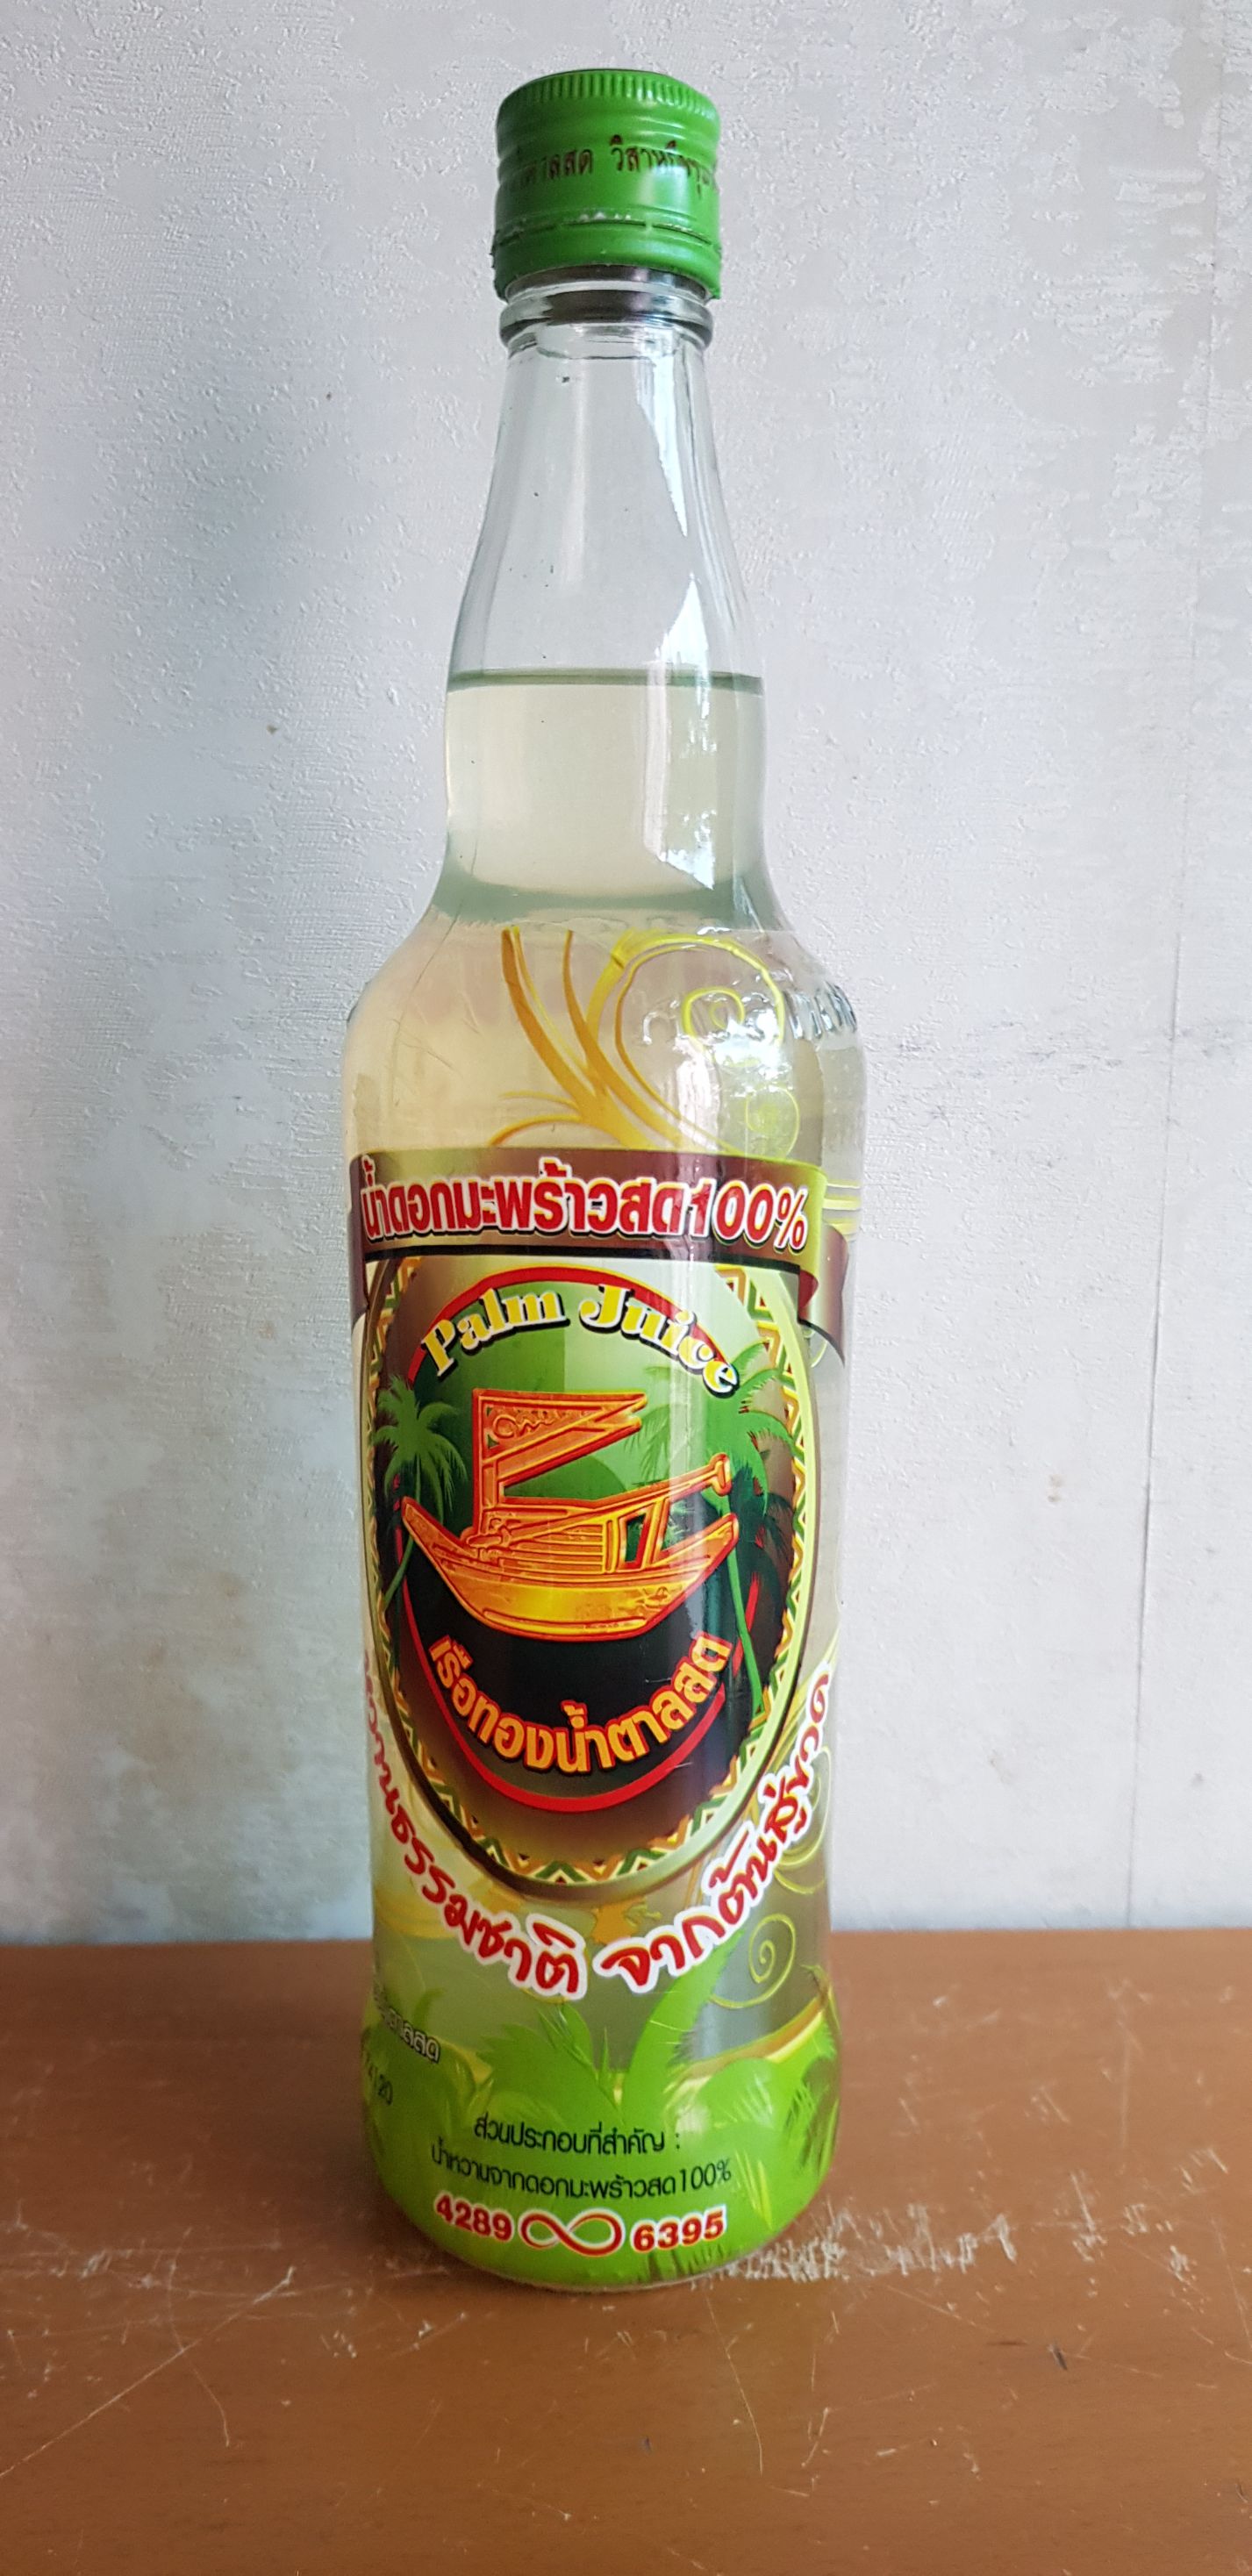 น้ำดอกมะพร้าวสด100%
Palm Juice
เรือทองน้ำตาลสด
หวานธรรมชาติ จากต้นสู่ขวด
ส่วนประกอบที่สำคัญ :
น้ำหวานจากดอกมะพร้าวสด100%
4289 6395